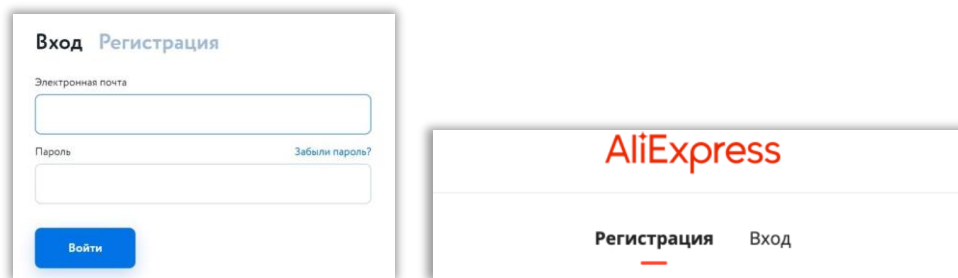 Вход Регистрация
Электронная почта
Пароль Забыли пароль?
Войти
AliExpress
Регистрация Вход